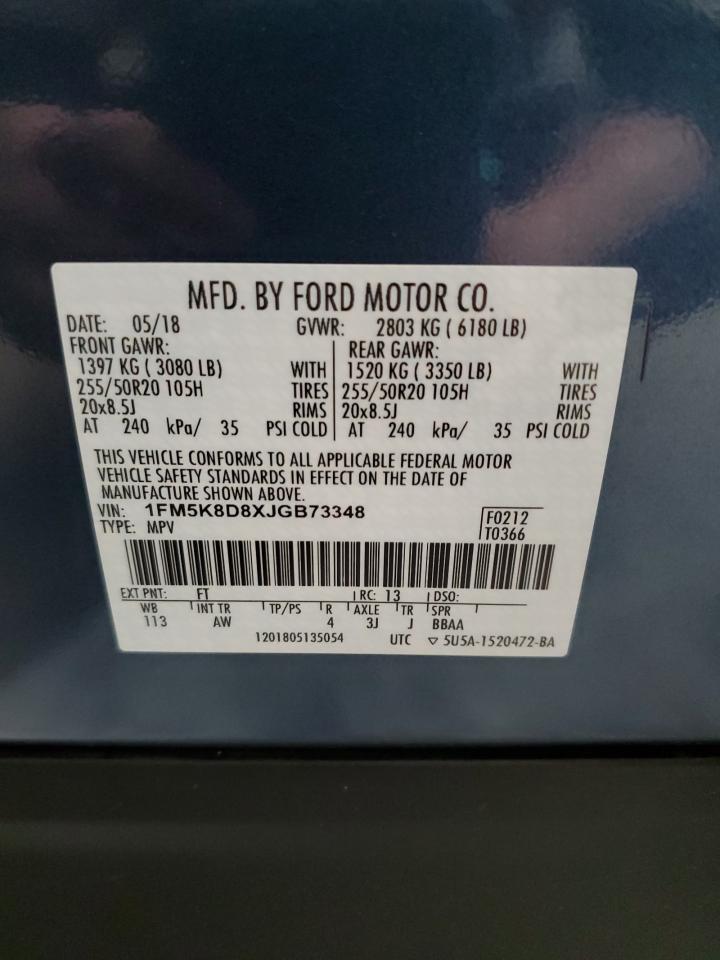 MFD. BY FORD MOTOR CO.
DATE: 05/18 GVWR: 2803 KG ( 6180 LB)
FRONT GAWR: REAR GAWR:
1397 KG ( 3080 LB) WITH 1520 KG ( 3350 LB) WITH
255/50R20 105H TIRES 255/50R20 105H TIRES
20x8.5J RIMS 20x8.5J RIMS
AT 240 kPa/ 35 PSI COLD AT 240 kPa/ 35 PSI COLD
THIS VEHICLE CONFORMS TO ALL APPLICABLE FEDERAL MOTOR
VEHICLE SAFETY STANDARDS IN EFFECT ON THE DATE OF
MANUFACTURE SHOWN ABOVE.
VIN: 1FM5K8D8XJGB73348 F0212
TYPE: MPV T0366
EXT PNT: FT RC: 13 DSO:
WB INT TR TP/PS R AXLE TR SPR
113 AW 4 3J J BBAA
1201805135054 UTC ▽ 5U5A-1520472-BA